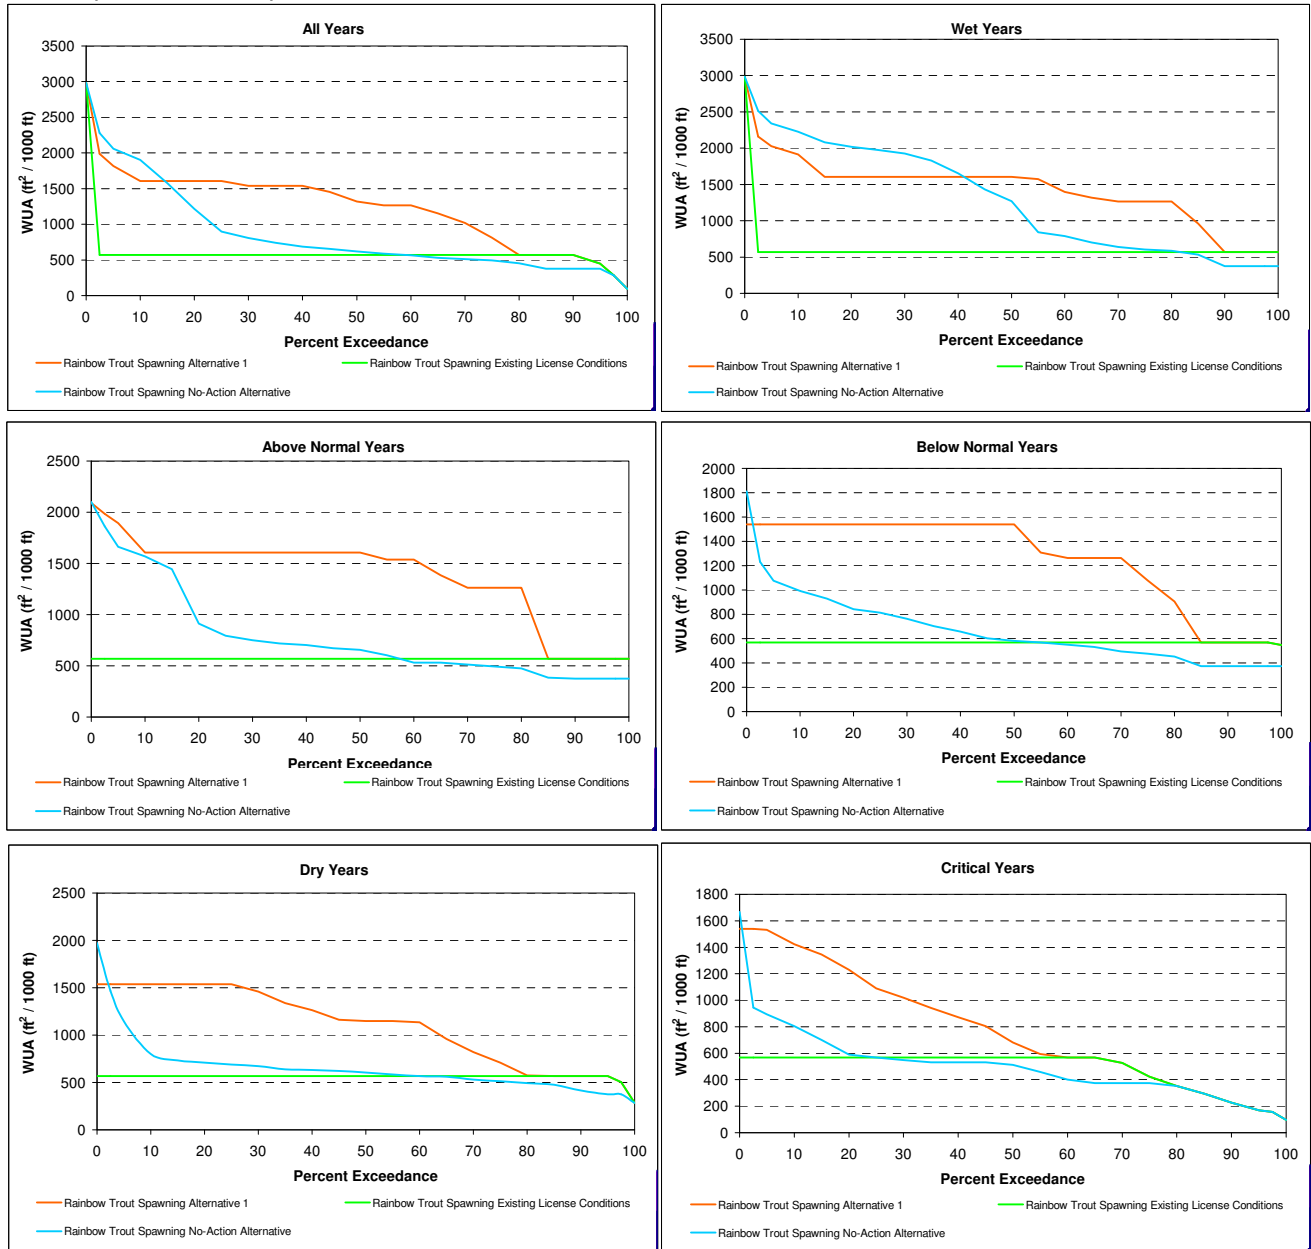 All Years
3500
3000
2500
2000
1500
1000
500
0
WUA (ft² / 1000 ft)
0 10 20 30 40 50 60 70 80 90 100
Percent Exceedance
Rainbow Trout Spawning Alternative 1 Rainbow Trout Spawning Existing License Conditions
Rainbow Trout Spawning No-Action Alternative
Wet Years
3500
3000
2500
2000
1500
1000
500
0
WUA (ft² / 1000 ft)
0 10 20 30 40 50 60 70 80 90 100
Percent Exceedance
Rainbow Trout Spawning Alternative 1 Rainbow Trout Spawning Existing License Conditions
Rainbow Trout Spawning No-Action Alternative
Above Normal Years
2500
2000
1500
1000
500
0
WUA (ft² / 1000 ft)
0 10 20 30 40 50 60 70 80 90 100
Percent Exceedance
Rainbow Trout Spawning Alternative 1 Rainbow Trout Spawning Existing License Conditions
Rainbow Trout Spawning No-Action Alternative
Below Normal Years
2000
1800
1600
1400
1200
1000
800
600
400
200
0
WUA (ft² / 1000 ft)
0 10 20 30 40 50 60 70 80 90 100
Percent Exceedance
Rainbow Trout Spawning Alternative 1 Rainbow Trout Spawning Existing License Conditions
Rainbow Trout Spawning No-Action Alternative
Dry Years
2500
2000
1500
1000
500
0
WUA (ft² / 1000 ft)
0 10 20 30 40 50 60 70 80 90 100
Percent Exceedance
Rainbow Trout Spawning Alternative 1 Rainbow Trout Spawning Existing License Conditions
Rainbow Trout Spawning No-Action Alternative
Critical Years
1800
1600
1400
1200
1000
800
600
400
200
0
WUA (ft² / 1000 ft)
0 10 20 30 40 50 60 70 80 90 100
Percent Exceedance
Rainbow Trout Spawning Alternative 1 Rainbow Trout Spawning Existing License Conditions
Rainbow Trout Spawning No-Action Alternative